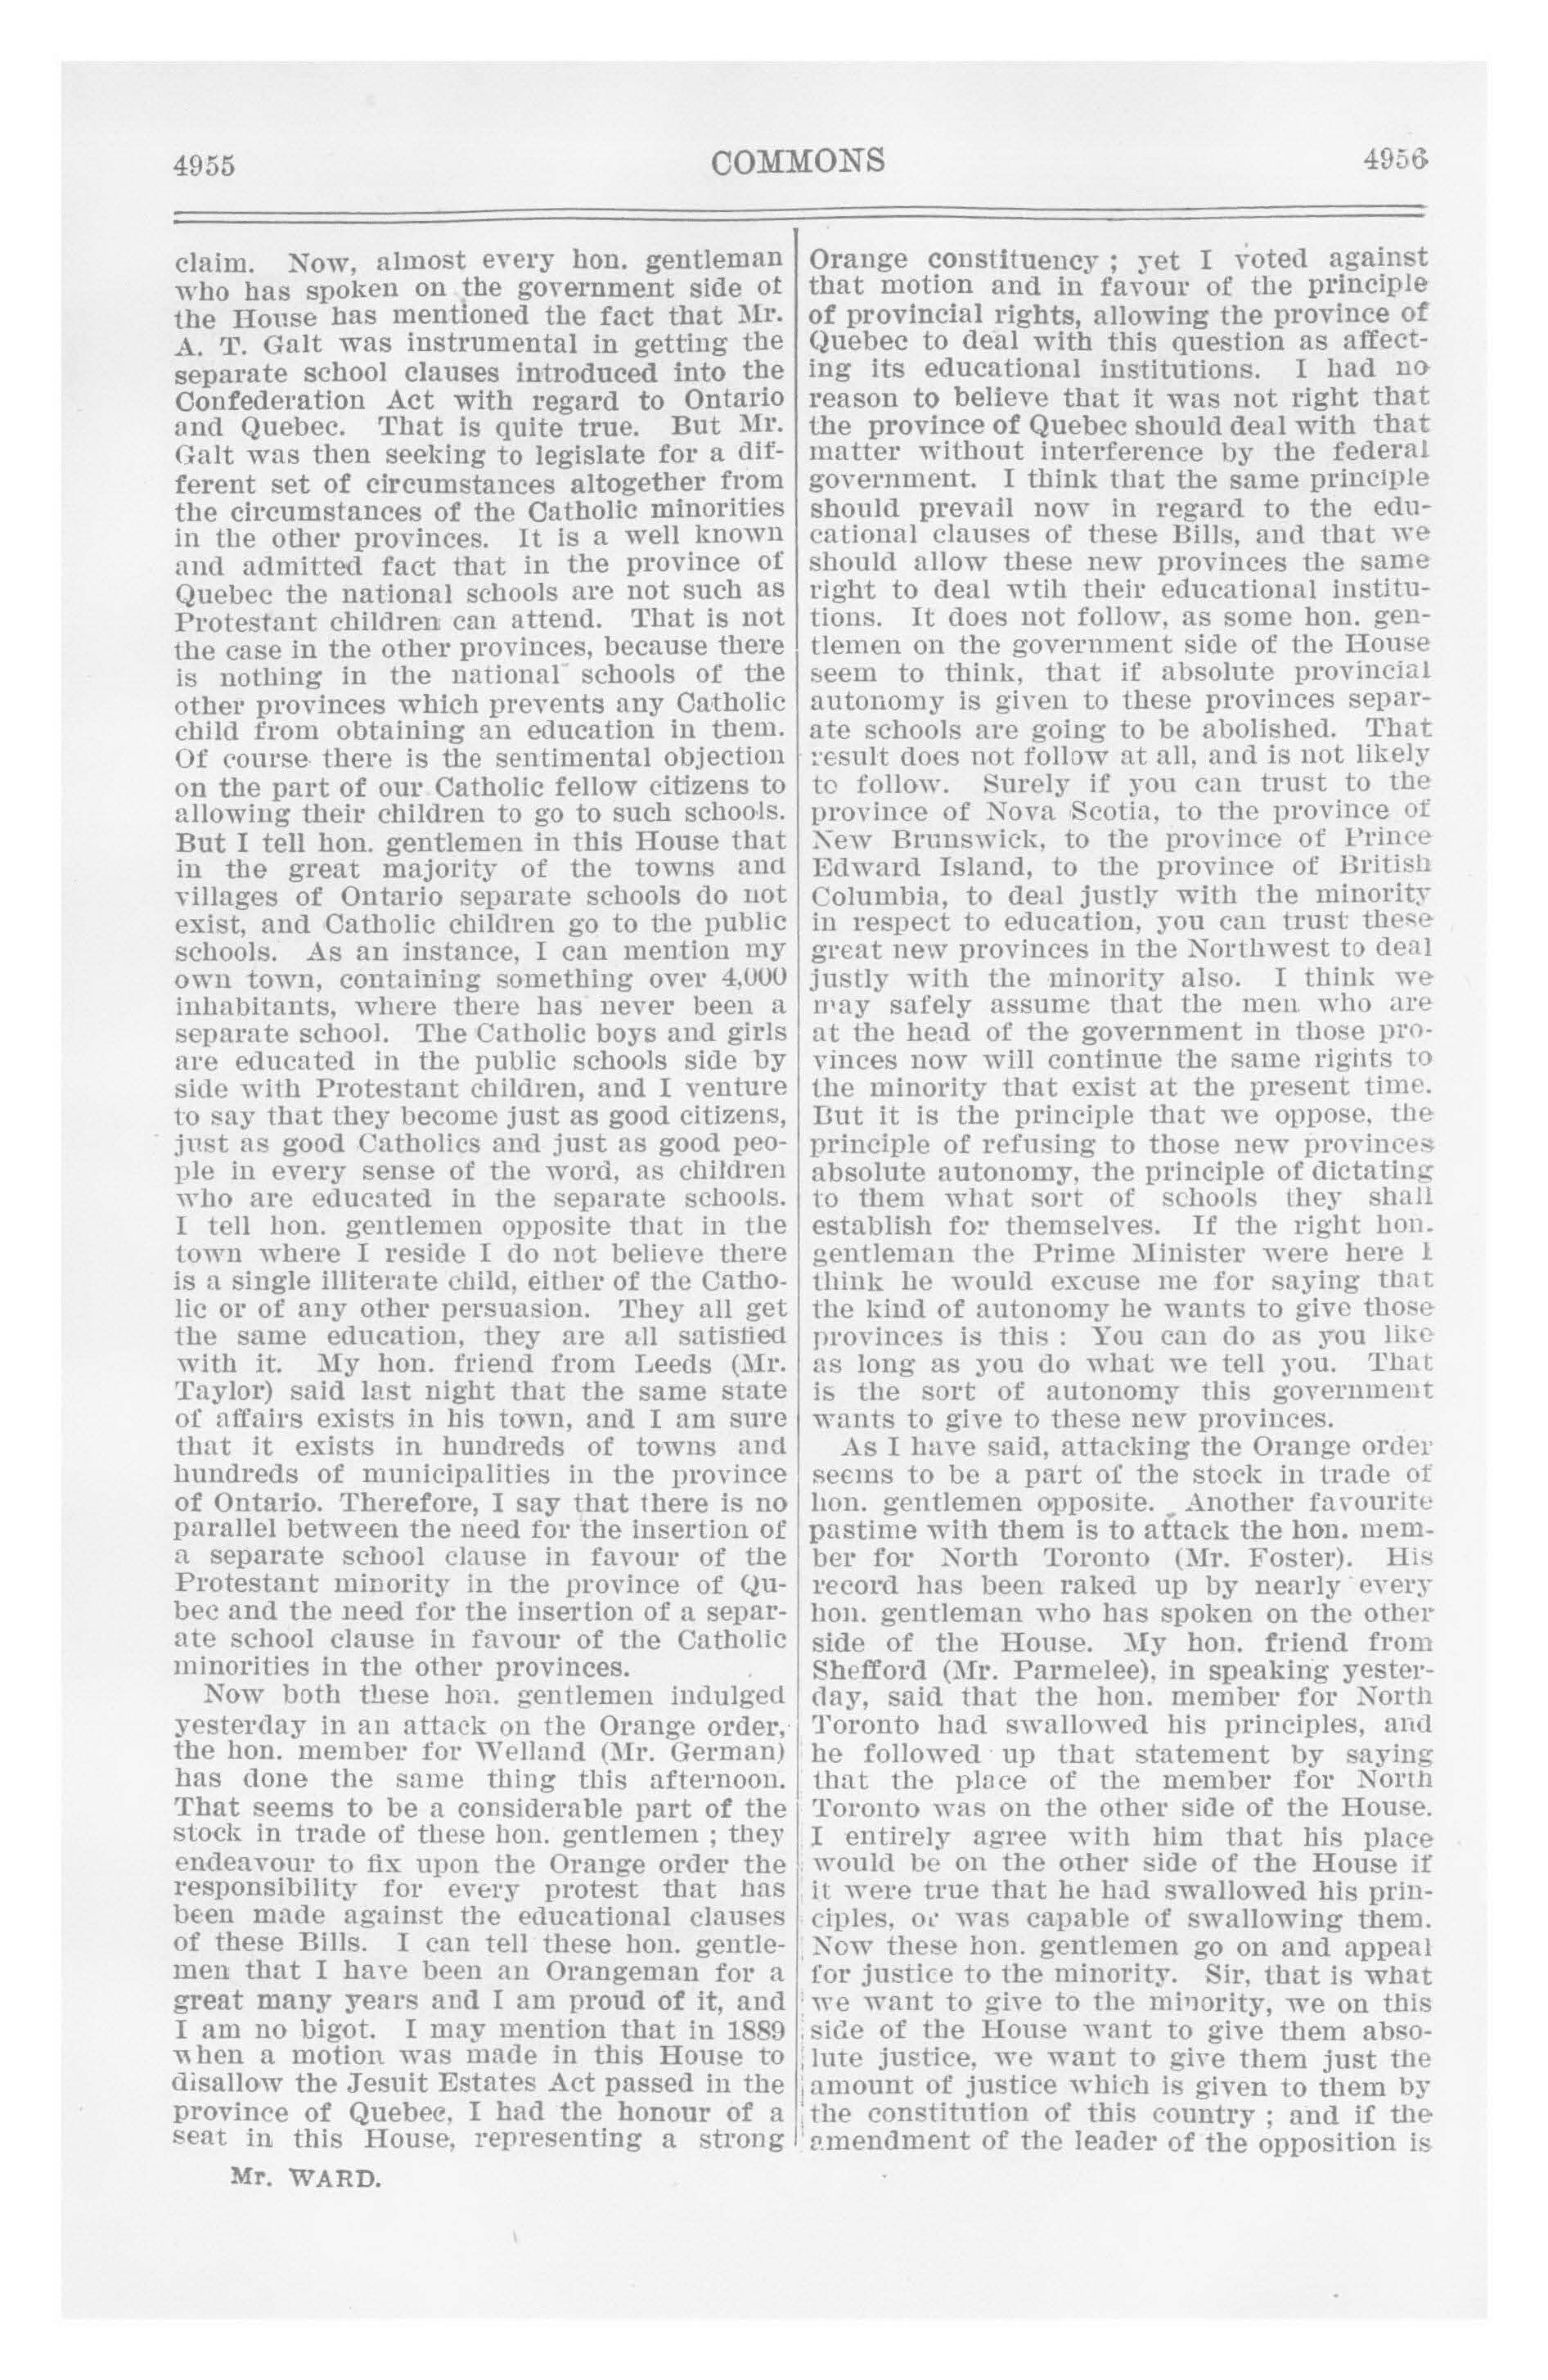 4955
COMMONS
4956
claim. Now, almost every hon. gentleman
who has spoken on the government side of
the House has mentioned the fact that Mr.
A. T. Galt was instrumental in getting the
separate school clauses introduced into the
Confederation Act with regard to Ontario
and Quebec. That is quite true. But Mr.
Galt was then seeking to legislate for a dif-
ferent set of circumstances altogether from
the circumstances of the Catholic minorities
in the other provinces. It is a well known
and admitted fact that in the province of
Quebec the national schools are not such as
Protestant children can attend. That is not
the case in the other provinces, because there
is nothing in the national schools of the
other provinces which prevents any Catholic
child from obtaining an education in them.
Of course there is the sentimental objection
on the part of our Catholic fellow citizens to
allowing their children to go to such schools.
But I tell hon. gentlemen in this House that
in the great majority of the towns and
villages of Ontario separate schools do not
exist, and Catholic children go to the public
schools. As an instance, I can mention my
own town, containing something over 4,000
inhabitants, where there has never been a
separate school. The Catholic boys and girls
are educated in the public schools side by
side with Protestant children, and I venture
to say that they become just as good citizens,
just as good Catholics and just as good peo-
ple in every sense of the word, as children
who are educated in the separate schools.
I tell hon. gentlemen opposite that in the
town where I reside I do not believe there
is a single illiterate child, either of the Catho-
lic or of any other persuasion. They all get
the same education, they are all satisfied
with it. My hon. friend from Leeds (Mr.
Taylor) said last night that the same state
of affairs exists in his town, and I am sure
that it exists in hundreds of towns and
hundreds of municipalities in the province
of Ontario. Therefore, I say that there is no
parallel between the need for the insertion of
a separate school clause in favour of the
Protestant minority in the province of Qu-
bec and the need for the insertion of a separ-
ate school clause in favour of the Catholic
minorities in the other provinces.
Now both these hon. gentlemen indulged
yesterday in an attack on the Orange order,
the hon. member for Welland (Mr. German)
has done the same thing this afternoon.
That seems to be a considerable part of the
stock in trade of these hon. gentlemen ; they
endeavour to fix upon the Orange order the
responsibility for every protest that has
been made against the educational clauses
of these Bills. I can tell these hon. gentle-
men that I have been an Orangeman for a
great many years and I am proud of it, and
I am no bigot. I may mention that in 1889
when a motion was made in this House to
disallow the Jesuit Estates Act passed in the
province of Quebec, I had the honour of a
seat in this House, representing a strong
Mr. WARD.
Orange constituency ; yet I voted against
that motion and in favour of the principle
of provincial rights, allowing the province of
Quebec to deal with this question as affect-
ing its educational institutions. I had no
reason to believe that it was not right that
the province of Quebec should deal with that
matter without interference by the federal
government. I think that the same principle
should prevail now in regard to the edu-
cational clauses of these Bills, and that we
should allow these new provinces the same
right to deal wtih their educational institu-
tions. It does not follow, as some hon. gen-
tlemen on the government side of the House
seem to think, that if absolute provincial
autonomy is given to these provinces separ-
ate schools are going to be abolished. That
result does not follow at all, and is not likely
to follow. Surely if you can trust to the
province of Nova Scotia, to the province of
New Brunswick, to the province of Prince
Edward Island, to the province of British
Columbia, to deal justly with the minority
in respect to education, you can trust these
great new provinces in the Northwest to deal
justly with the minority also. I think we
may safely assume that the men who are
at the head of the government in those pro-
vinces now will continue the same rights to
the minority that exist at the present time.
But it is the principle that we oppose, the
principle of refusing to those new provinces
absolute autonomy, the principle of dictating
to them what sort of schools they shall
establish for themselves. If the right hon.
gentleman the Prime Minister were here I
think he would excuse me for saying that
the kind of autonomy he wants to give those
provinces is this : You can do as you like
as long as you do what we tell you. That
is the sort of autonomy this government
wants to give to these new provinces.
As I have said, attacking the Orange order
seems to be a part of the stock in trade of
hon. gentlemen opposite. Another favourite
pastime with them is to attack the hon. mem-
ber for North Toronto (Mr. Foster). His
record has been raked up by nearly every
hon. gentleman who has spoken on the other
side of the House. My hon. friend from
Shefford (Mr. Parmelee), in speaking yester-
day, said that the hon. member for North
Toronto had swallowed his principles, and
he followed up that statement by saying
that the place of the member for North
Toronto was on the other side of the House.
I entirely agree with him that his place
would be on the other side of the House if
it were true that he had swallowed his prin-
ciples, or was capable of swallowing them.
Now these hon. gentlemen go on and appeal
for justice to the minority. Sir, that is what
we want to give to the minority, we on this
side of the House want to give them abso-
lute justice, we want to give them just the
amount of justice which is given to them by
the constitution of this country ; and if the
amendment of the leader of the opposition is